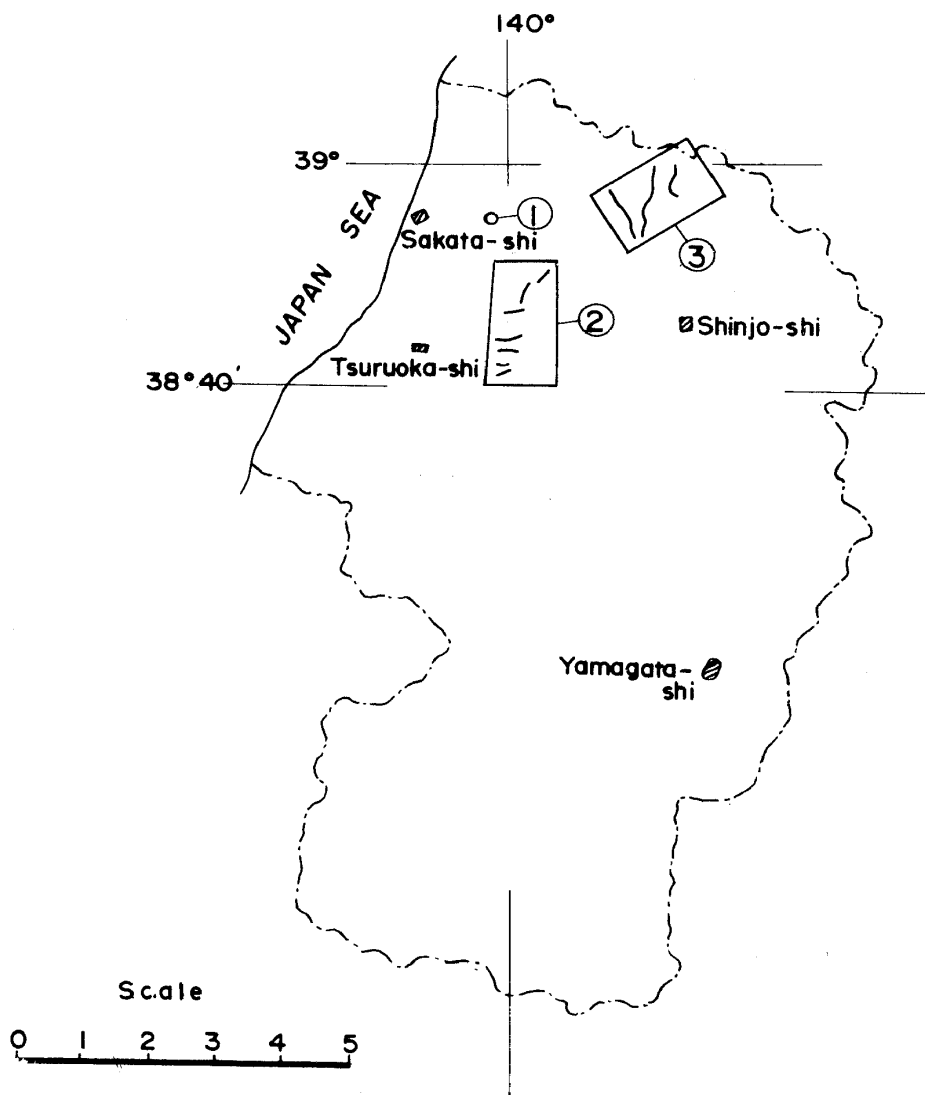 140°
39°
JAPAN SEA
①
Sakata-shi
③
②
Shinjo-shi
Tsuruoka-shi
38°40'
Yamagata-
shi
Scale
0 1 2 3 4 5